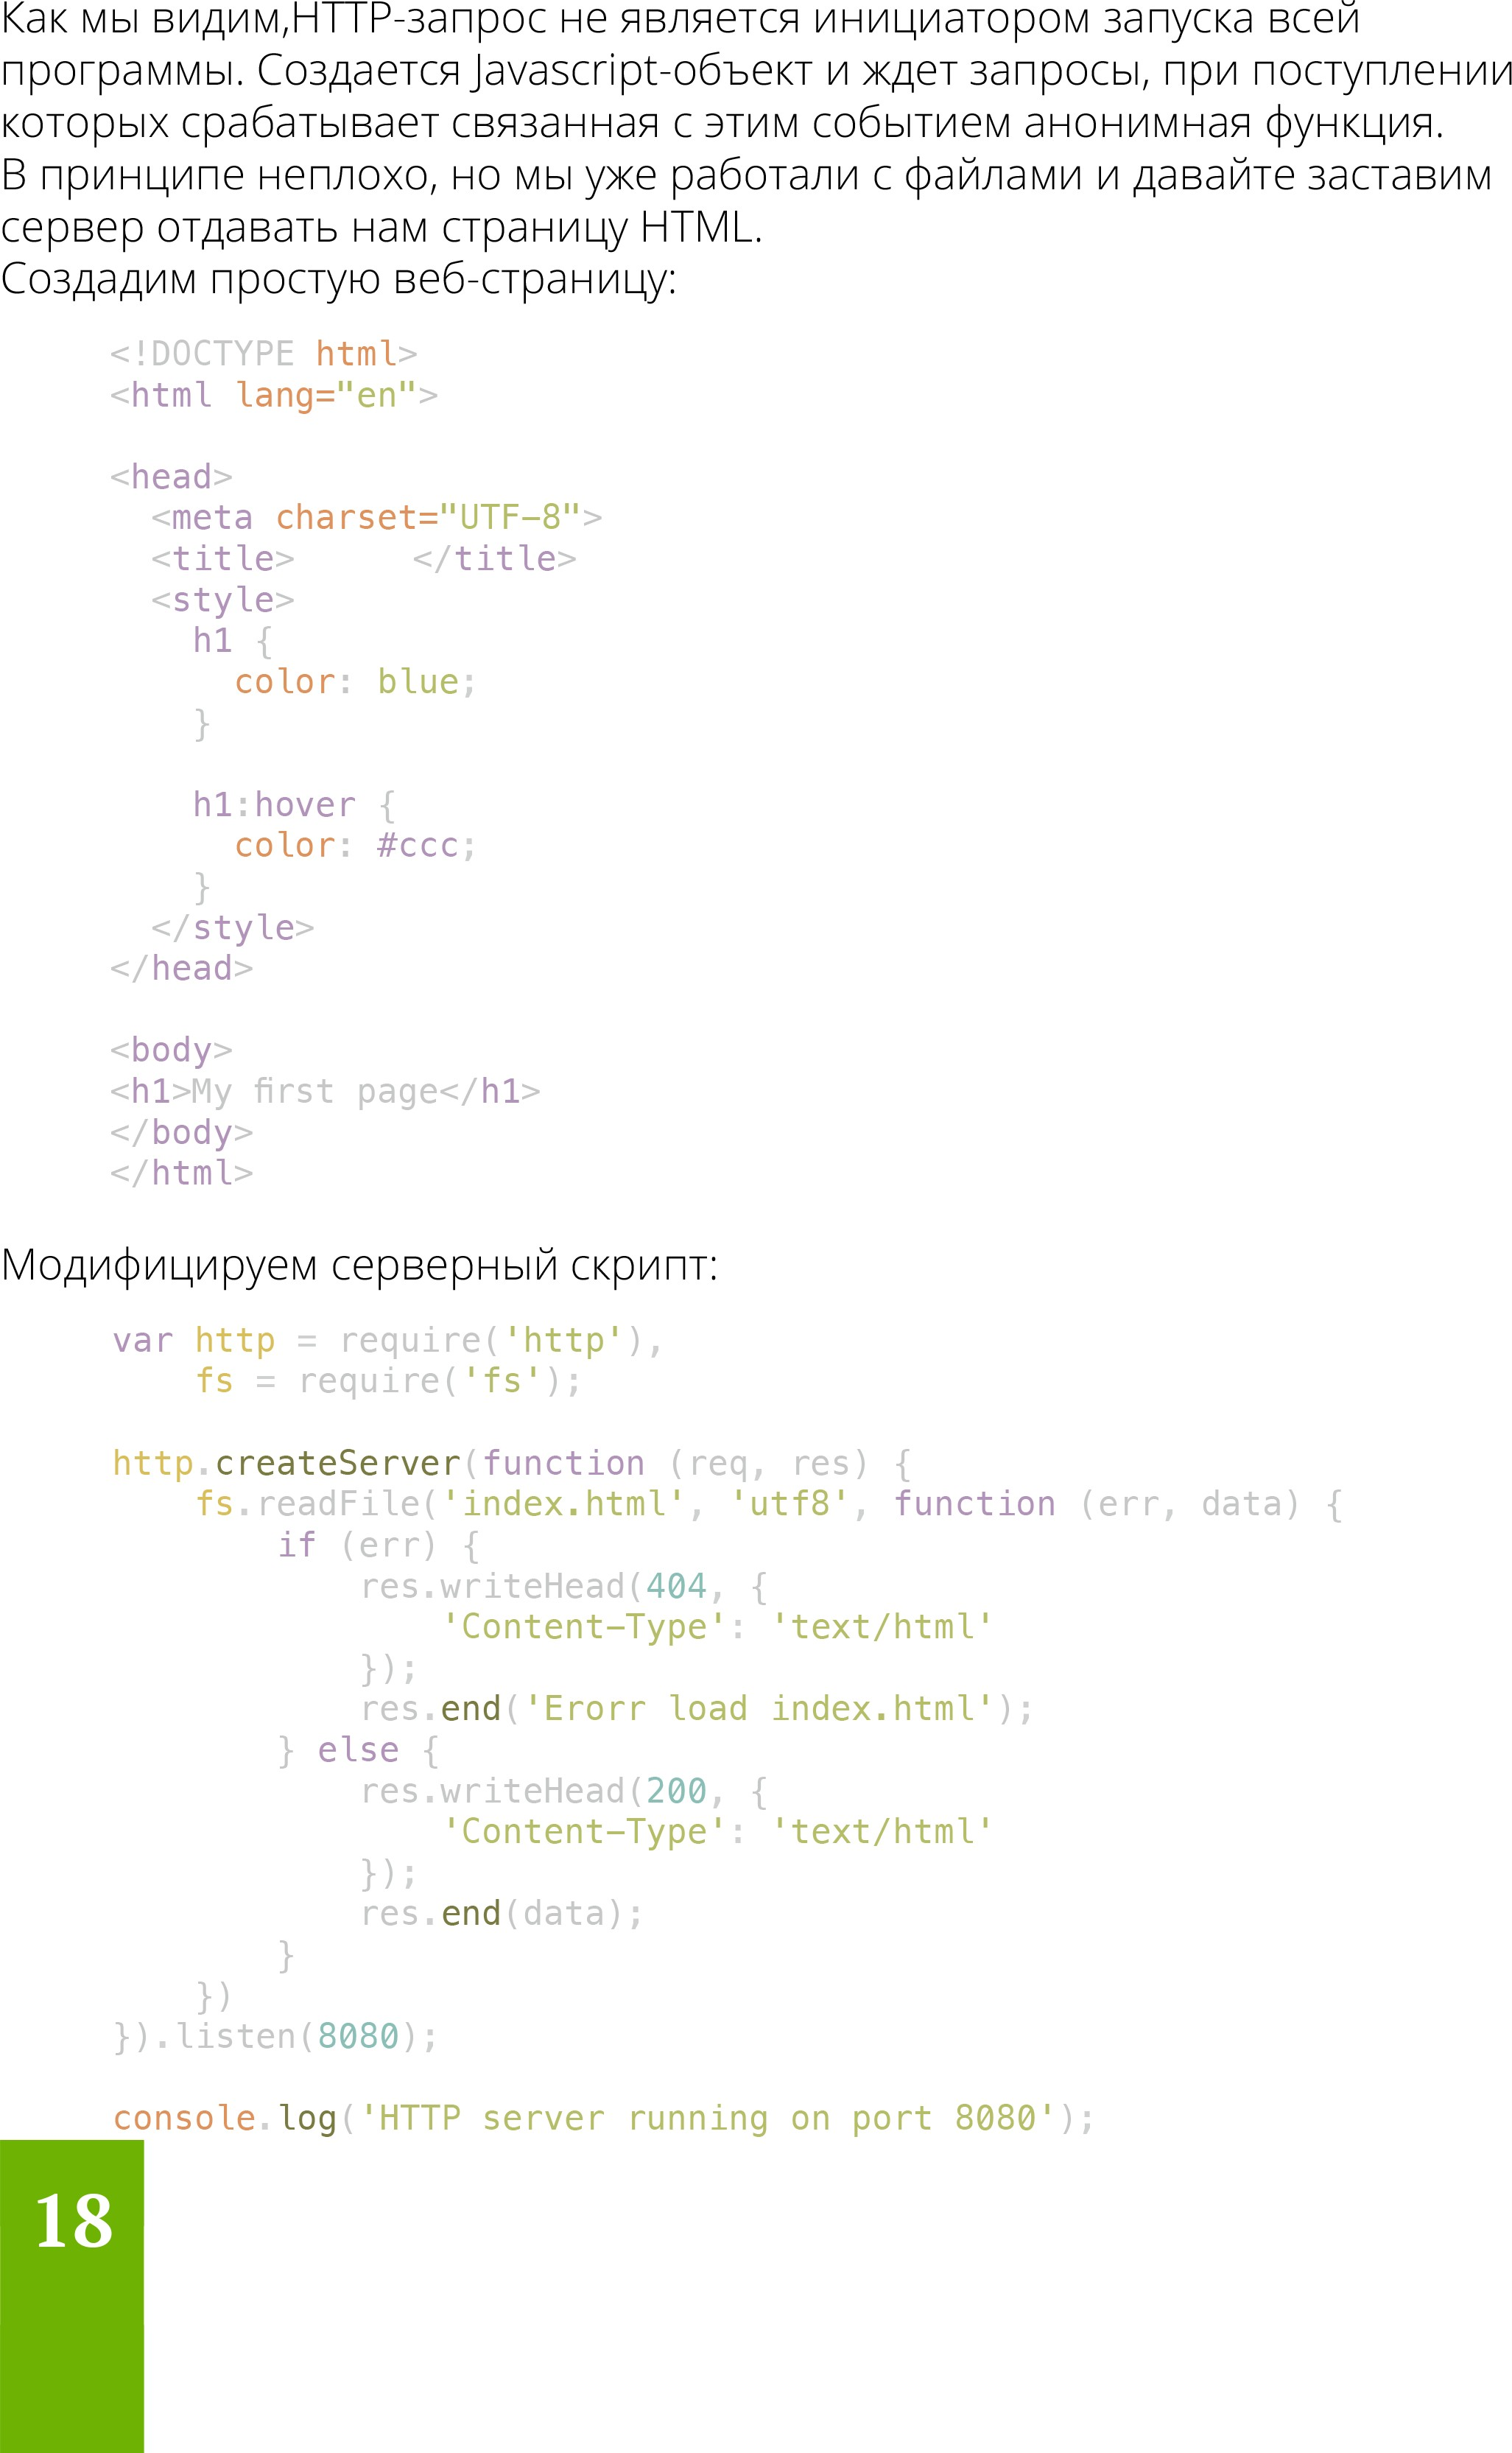 Как мы видим,HTTP-запрос не является инициатором запуска всей
программы. Создается Javascript-объект и ждет запросы, при поступлении
которых срабатывает связанная с этим событием анонимная функция.
В принципе неплохо, но мы уже работали с файлами и давайте заставим
сервер отдавать нам страницу HTML.
Создадим простую веб-страницу:
<!DOCTYPE html>
<html lang="en">
<head>
<meta charset="UTF-8">
<title> </title>
<style>
h1 {
color: blue;
}
h1:hover {
color: #ccc;
}
</style>
</head>
<body>
<h1>My first page</h1>
</body>
</html>
Модифицируем серверный скрипт:
var http = require('http'),
fs = require('fs');
http.createServer(function (req, res) {
fs.readFile('index.html', 'utf8', function (err, data) {
if (err) {
res.writeHead(404, {
'Content-Type': 'text/html'
});
res.end('Erorr load index.html');
} else {
res.writeHead(200, {
'Content-Type': 'text/html'
});
res.end(data);
}
})
}).listen(8080);
console.log('HTTP server running on port 8080');
18